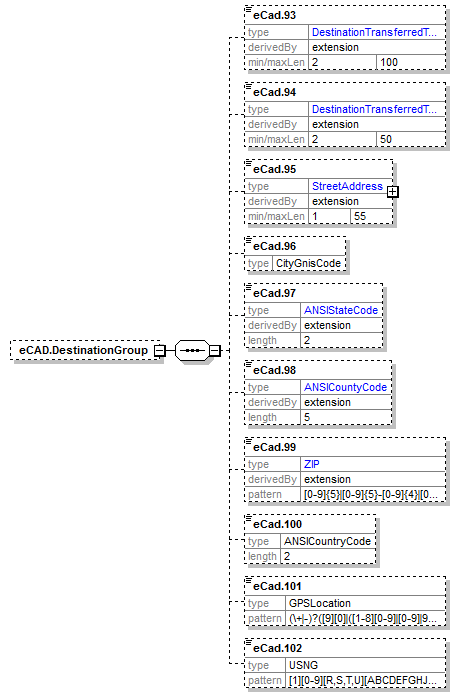 eCad.93
type DestinationTransferredT...
derivedBy extension
min/maxLen 2 100
eCad.94
type DestinationTransferredT...
derivedBy extension
min/maxLen 2 50
eCad.95
type StreetAddress
derivedBy extension
min/maxLen 1 55
eCad.96
type CityGnisCode
eCad.97
type ANSIStateCode
derivedBy extension
length 2
eCAD.DestinationGroup
eCad.98
type ANSICountyCode
derivedBy extension
length 5
eCad.99
type ZIP
derivedBy extension
pattern [0-9]{5}|[0-9]{5}-[0-9]{4}|[0...
eCad.100
type ANSICountryCode
length 2
eCad.101
type GPSLocation
pattern (\+|-)?([9][0]|([1-8][0-9]|[0-9]|9...
eCad.102
type USNG
pattern [1][0-9][R,S,T,U][ABCDEFGHJ...